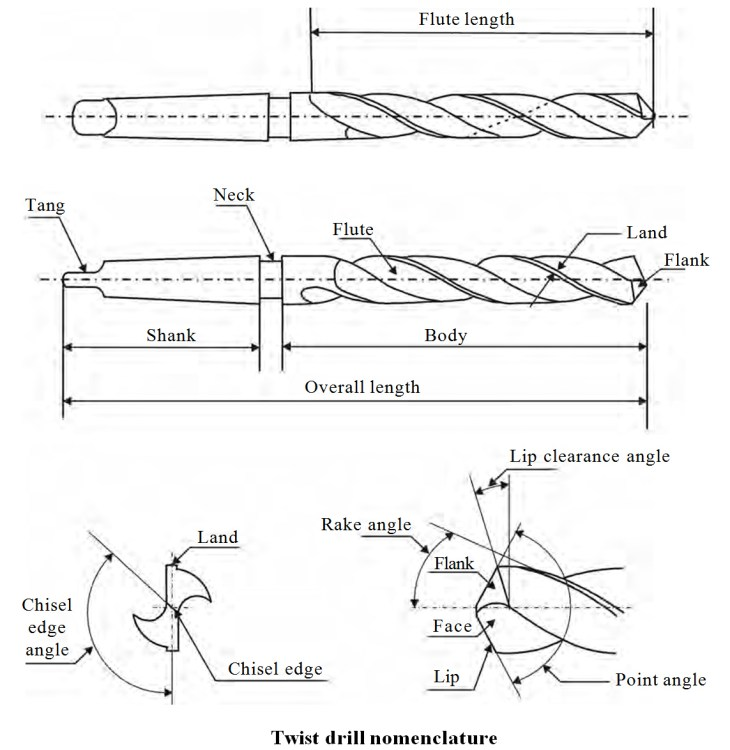 Flute length
Neck
Tang
Flute
Land
Flank
Shank
Body
Overall length
Lip clearance angle
Rake angle
Land
Flank
Chisel
edge
angle
Face
Chisel edge
Lip
Point angle
Twist drill nomenclature